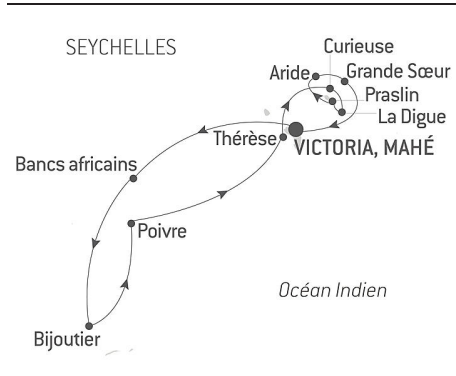 SEYCHELLES
Curieuse
Aride
Grande Sœur
Praslin
La Digue
Thérèse
VICTORIA, MAHÉ
Bancs africains
Poivre
Océan Indien
Bijoutier